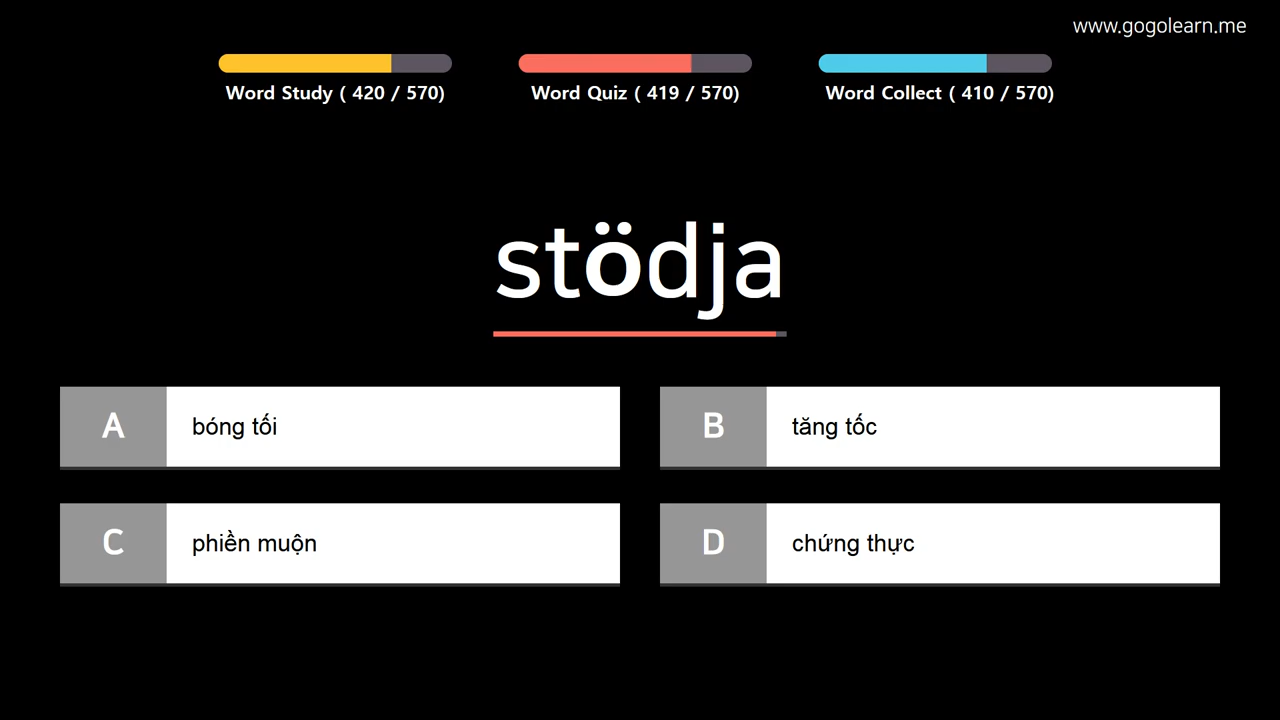 www.gogolearn.me
Word Study ( 420 / 570)
Word Quiz ( 419 / 570)
Word Collect ( 410 / 570)
stödja
A bóng tối
B tăng tốc
C phiền muộn
D chứng thực